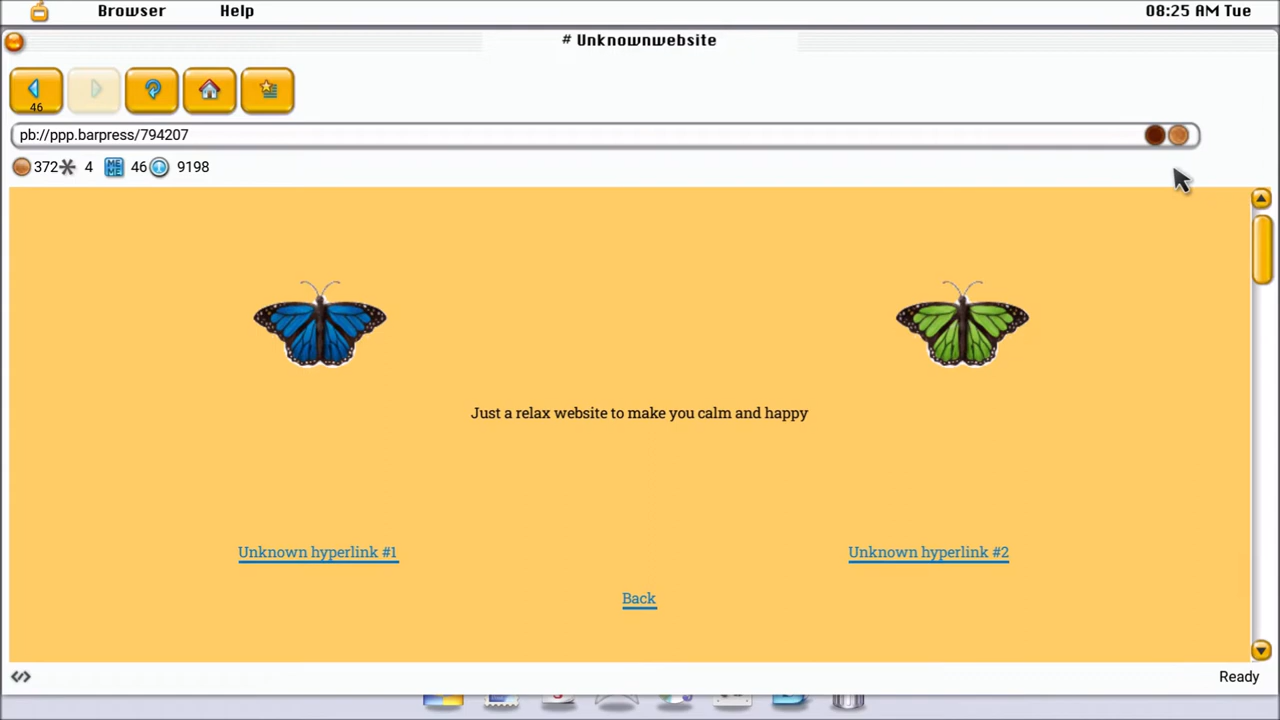 Browser Help 08:25 AM Tue
# Unknownwebsite
46
pb://ppp.barpress/794207
372 4 MEME 46 9198
Just a relax website to make you calm and happy
Unknown hyperlink #1 Unknown hyperlink #2
Back
Ready